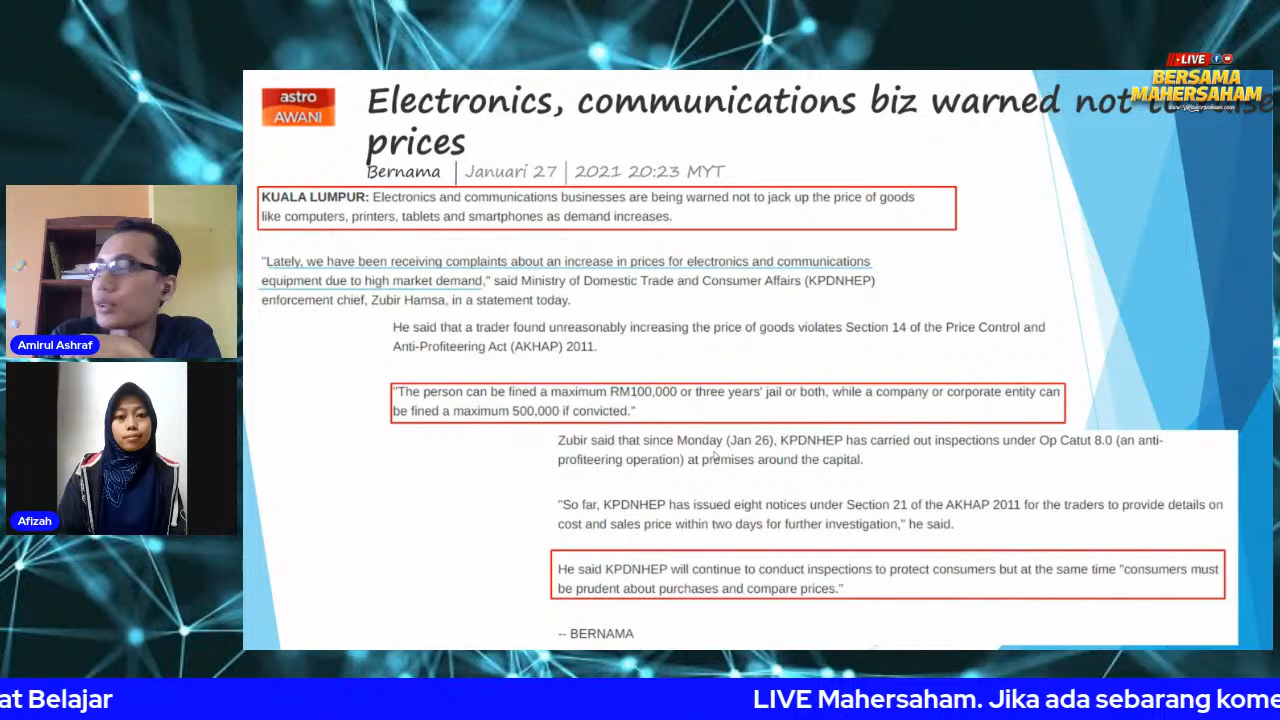 LIVE
BERSAMA
MAHERSAHAM
astro
AWANI
Electronics, communications biz warned not
prices
Bernama | Januari 27 | 2021 20:23 MYT
KUALA LUMPUR: Electronics and communications businesses are being warned not to jack up the price of goods
like computers, printers, tablets and smartphones as demand increases.
"Lately, we have been receiving complaints about an increase in prices for electronics and communications
equipment due to high market demand," said Ministry of Domestic Trade and Consumer Affairs (KPDNHEP)
enforcement chief, Zubir Hamsa, in a statement today.
He said that a trader found unreasonably increasing the price of goods violates Section 14 of the Price Control and
Anti-Profiteering Act (AKHAP) 2011.
"The person can be fined a maximum RM100,000 or three years' jail or both, while a company or corporate entity can
be fined a maximum 500,000 if convicted."
Zubir said that since Monday (Jan 26), KPDNHEP has carried out inspections under Op Catut 8.0 (an anti-
profiteering operation) at premises around the capital.
"So far, KPDNHEP has issued eight notices under Section 21 of the AKHAP 2011 for the traders to provide details on
cost and sales price within two days for further investigation," he said.
He said KPDNHEP will continue to conduct inspections to protect consumers but at the same time "consumers must
be prudent about purchases and compare prices."
-- BERNAMA
Amirul Ashraf
Afizah
at Belajar
LIVE Mahersaham. Jika ada sebarang kome